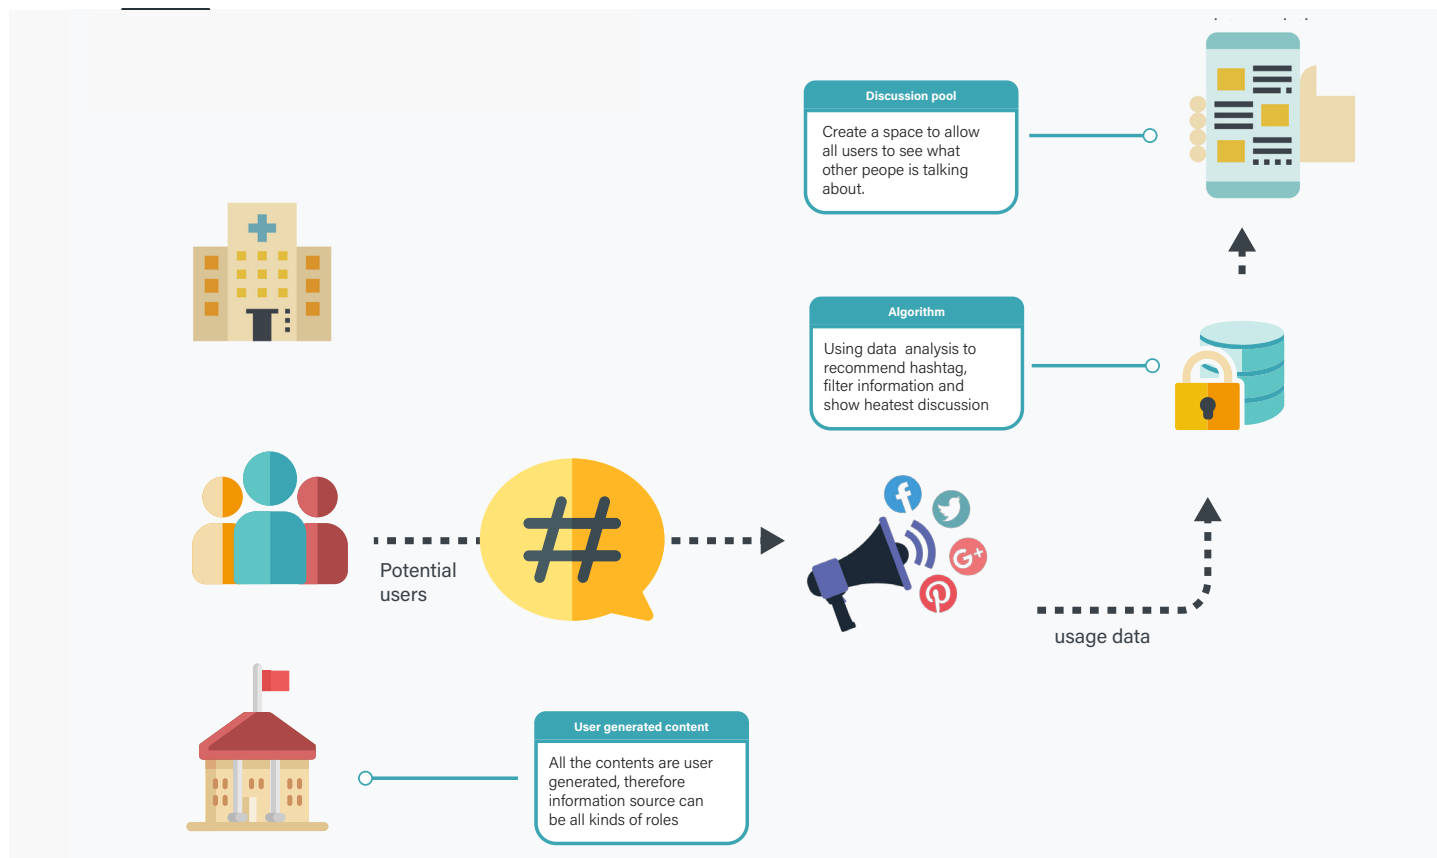 Discussion pool
Create a space to allow
all users to see what
other peope is talking
about.
Algorithm
Using data analysis to
recommend hashtag,
filter information and
show heatest discussion
#
G+
Potential
users
usage data
User generated content
All the contents are user
generated, therefore
information source can
be all kinds of roles